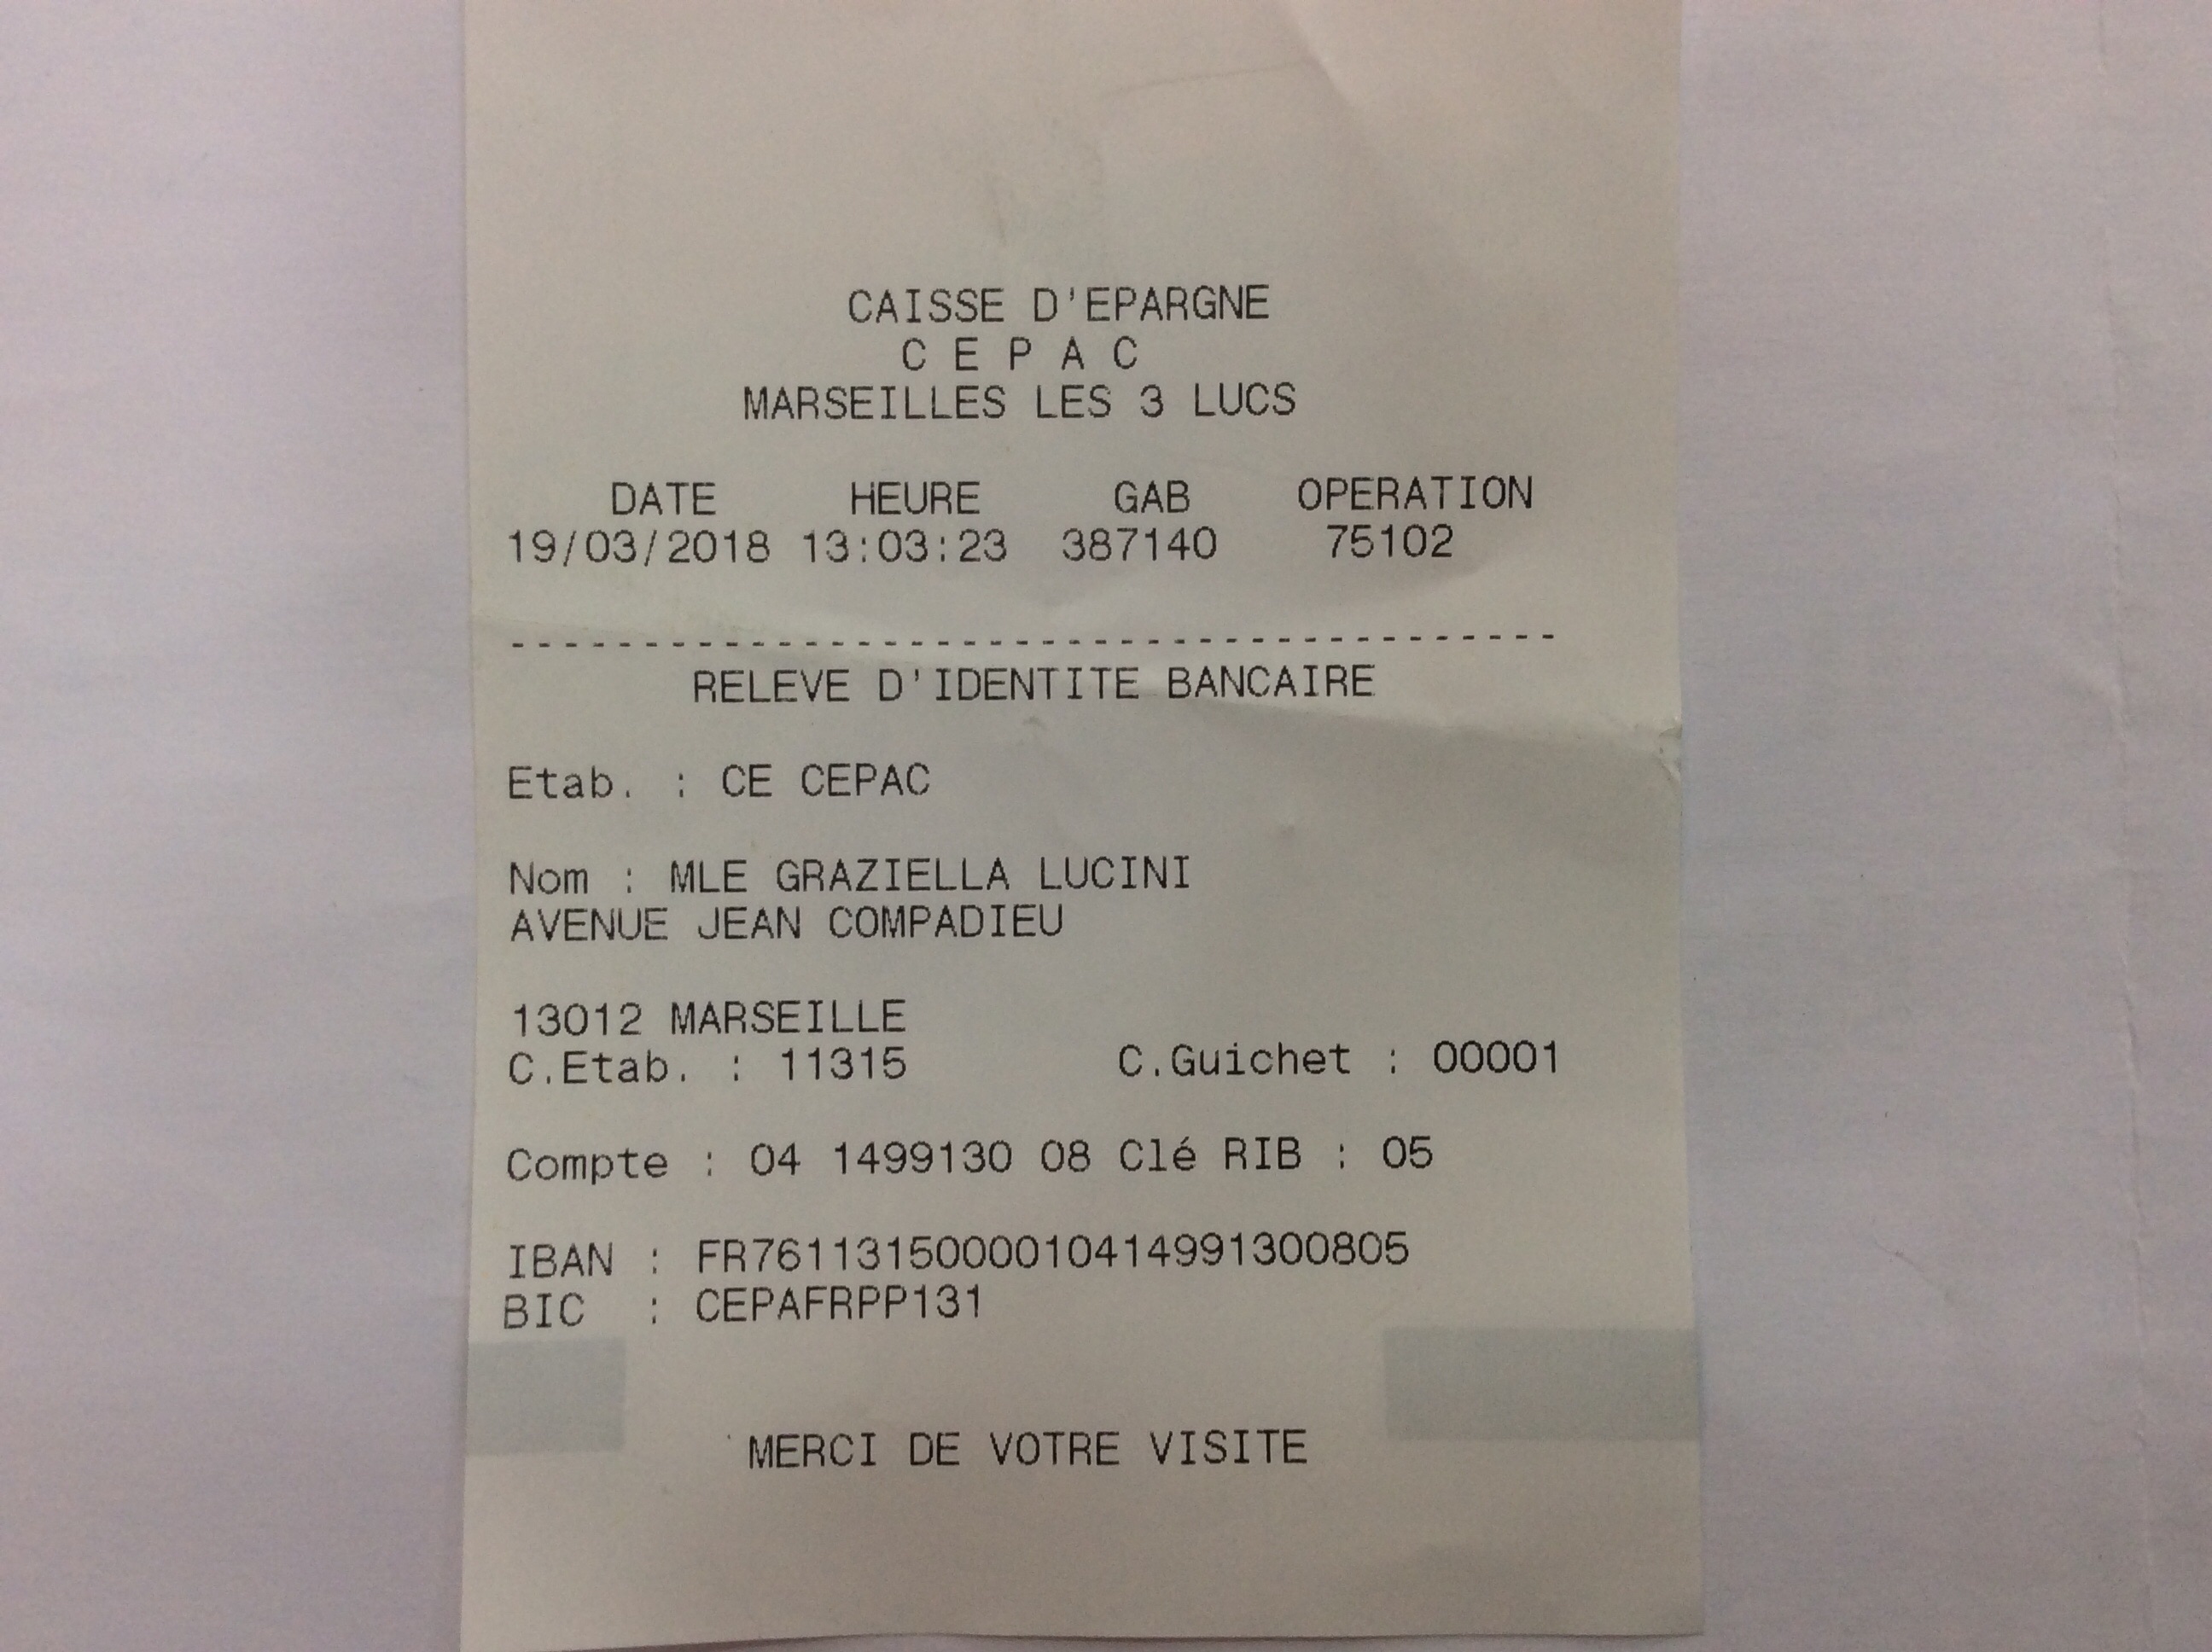 CAISSE D'EPARGNE
C E P A C
MARSEILLES LES 3 LUCS
DATE HEURE GAB OPERATION
19/03/2018 13:03:23 387140 75102
----------------------------------------
RELEVE D'IDENTITE BANCAIRE
Etab. : CE CEPAC
Nom : MLE GRAZIELLA LUCINI
AVENUE JEAN COMPADIEU
13012 MARSEILLE
C.Etab. : 11315 C.Guichet : 00001
Compte : 04 1499130 08 Clé RIB : 05
IBAN : FR7611315000010414991300805
BIC : CEPAFRPP131
MERCI DE VOTRE VISITE